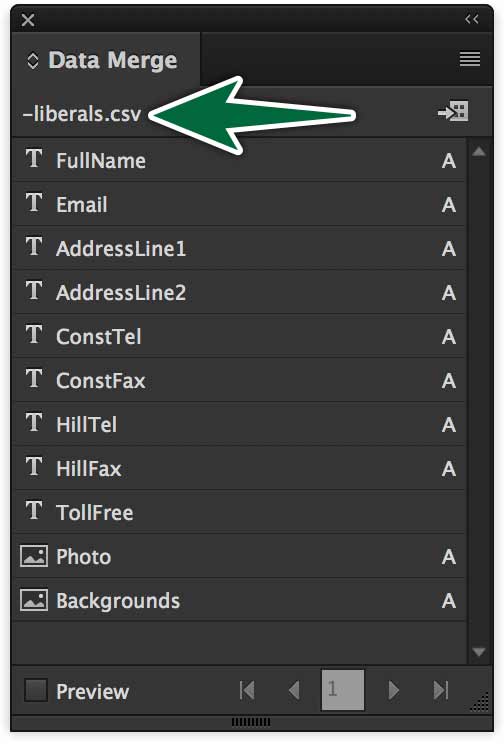 Data Merge
-liberals.csv
FullName A
Email A
AddressLine1 A
AddressLine2 A
ConstTel A
ConstFax A
HillTel A
HillFax A
TollFree
Photo A
Backgrounds A
Preview 1